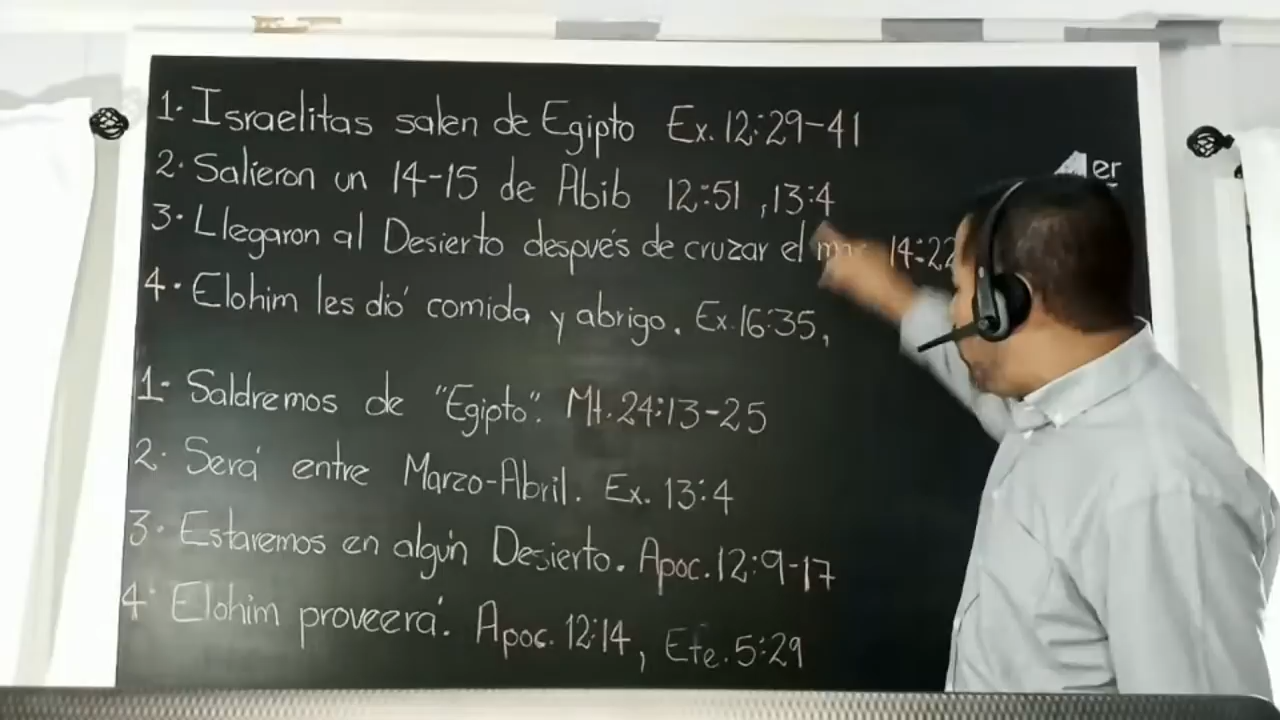 1. Israelitas salen de Egipto Ex. 12:29-41
2. Salieron un 14-15 de Abib 12:51 , 13:4
er
3. Llegaron al Desierto después de cruzar el 14:22
4. Elohim les dió comida y abrigo. Ex. 16:35,
1- Saldremos de "Egipto". Mt. 24:13-25
2. Será entre Marzo-Abril. Ex. 13:4
3. Estaremos en algún Desierto. Apoc. 12:9-17
4. Elohim proveerá. Apoc. 12:14, Efe. 5:29